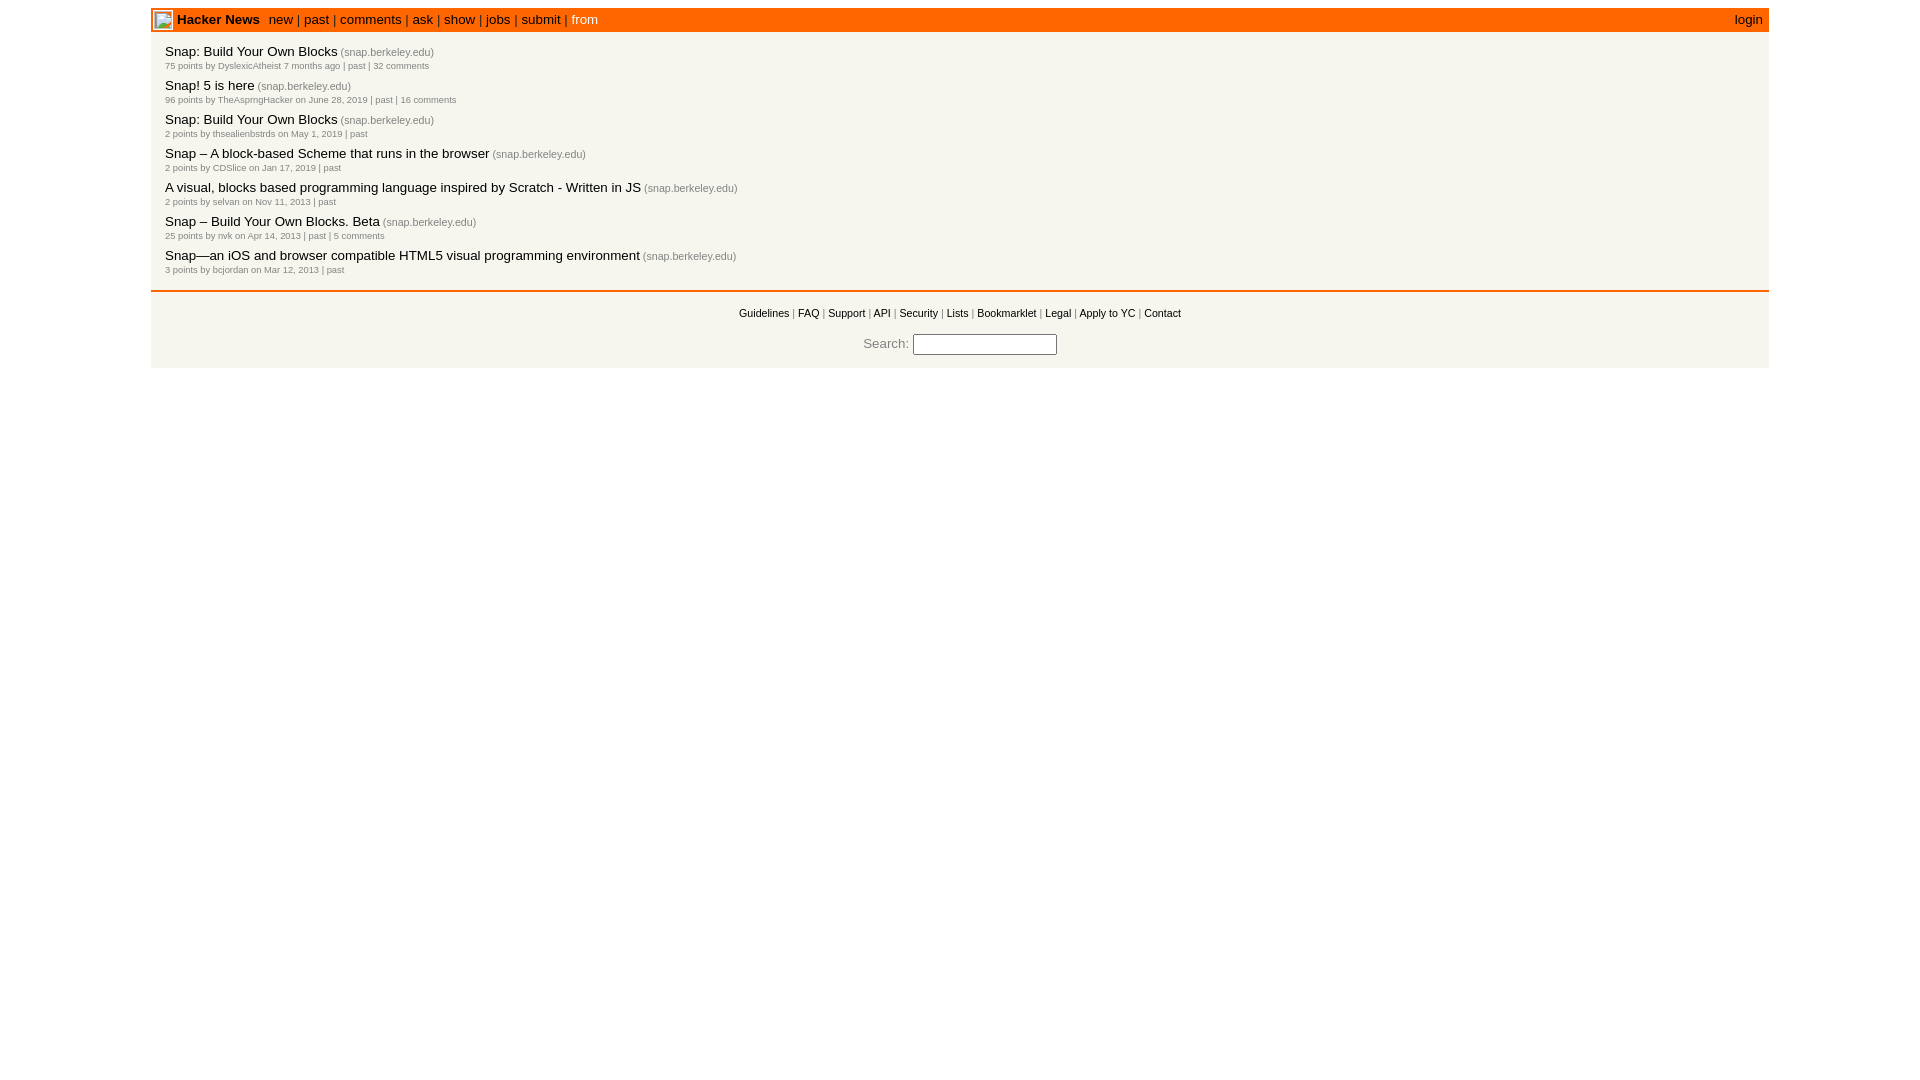 Hacker News new | past | comments | ask | show | jobs | submit | from login
Snap: Build Your Own Blocks (snap.berkeley.edu)
75 points by DyslexicAtheist 7 months ago | past | 32 comments
Snap! 5 is here (snap.berkeley.edu)
96 points by TheAsprngHacker on June 28, 2019 | past | 16 comments
Snap: Build Your Own Blocks (snap.berkeley.edu)
2 points by thsealienbstrds on May 1, 2019 | past
Snap – A block-based Scheme that runs in the browser (snap.berkeley.edu)
2 points by CDSlice on Jan 17, 2019 | past
A visual, blocks based programming language inspired by Scratch - Written in JS (snap.berkeley.edu)
2 points by selvan on Nov 11, 2013 | past
Snap – Build Your Own Blocks. Beta (snap.berkeley.edu)
25 points by nvk on Apr 14, 2013 | past | 5 comments
Snap—an iOS and browser compatible HTML5 visual programming environment (snap.berkeley.edu)
3 points by bcjordan on Mar 12, 2013 | past
Guidelines | FAQ | Support | API | Security | Lists | Bookmarklet | Legal | Apply to YC | Contact
Search: